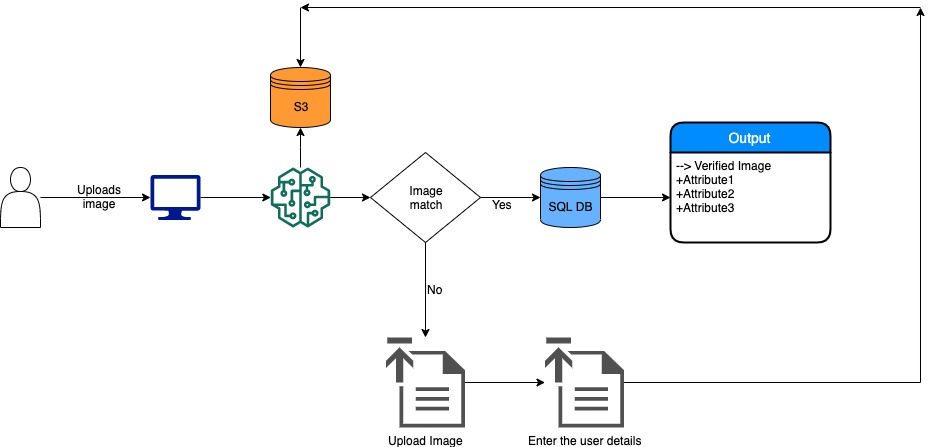 S3
Output
--> Verified Image
+Attribute1
+Attribute2
+Attribute3
Uploads
image
Image
match
Yes
SQL DB
No
Upload Image
Enter the user details